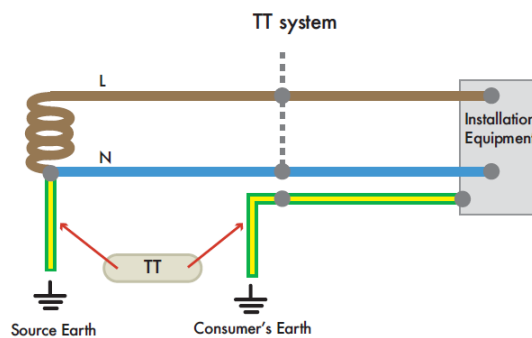 TT system
L
Installation
Equipment
N
TT
Source Earth
Consumer's Earth